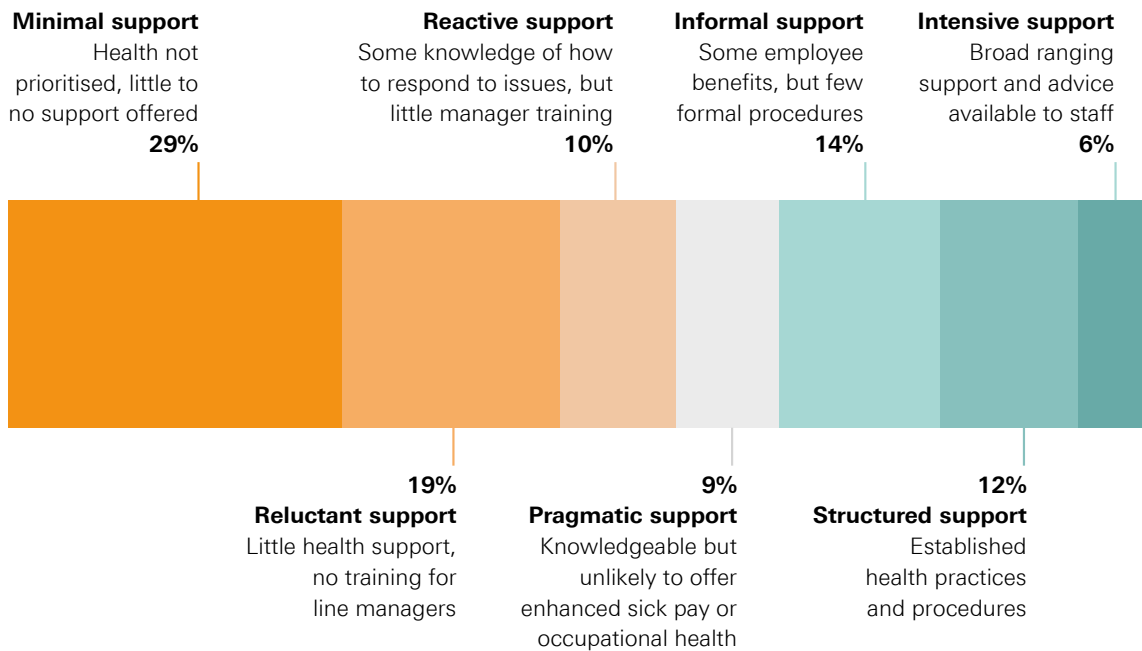 Minimal support
Health not
prioritised, little to
no support offered
29%
Reactive support
Some knowledge of how
to respond to issues, but
little manager training
10%
Informal support
Some employee
benefits, but few
formal procedures
14%
Intensive support
Broad ranging
support and advice
available to staff
6%
19%
Reluctant support
Little health support,
no training for
line managers
9%
Pragmatic support
Knowledgeable but
unlikely to offer
enhanced sick pay or
occupational health
12%
Structured support
Established
health practices
and procedures